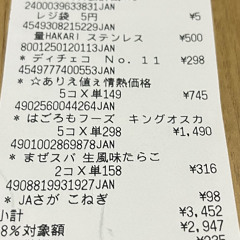 2400039633831JAN
レジ袋 5円 ¥5
4549308215229JAN
量HAKARI ステンレス ¥500
8001250120113JAN
* ディチェコ No. 11 ¥298
4549777400553JAN
* ☆ありえ値ぇ情熱価格
5コX単149 ¥745
4902560044264JAN
* はごろもフーズ キングオスカ
5コX単298 ¥1,490
4901002869878JAN
* まぜスパ 生風味たらこ
2コX単158 ¥316
4908819931927JAN
* JAさが こねぎ ¥98
小計 ¥3,452
8%対象額 ¥2,947